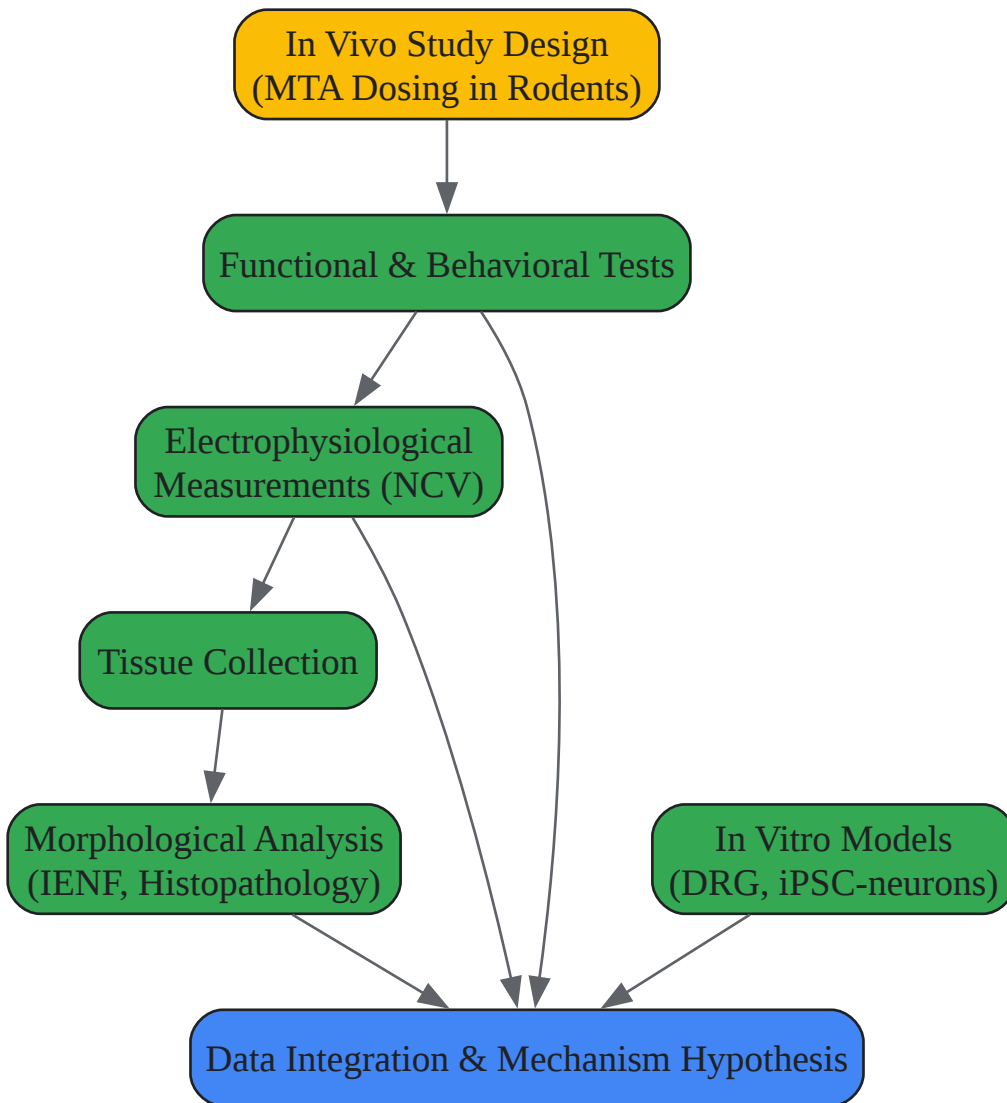 In Vivo Study Design
(MTA Dosing in Rodents)
Functional & Behavioral Tests
Electrophysiological
Measurements (NCV)
Tissue Collection
Morphological Analysis
(IENF, Histopathology)
In Vitro Models
(DRG, iPSC-neurons)
Data Integration & Mechanism Hypothesis